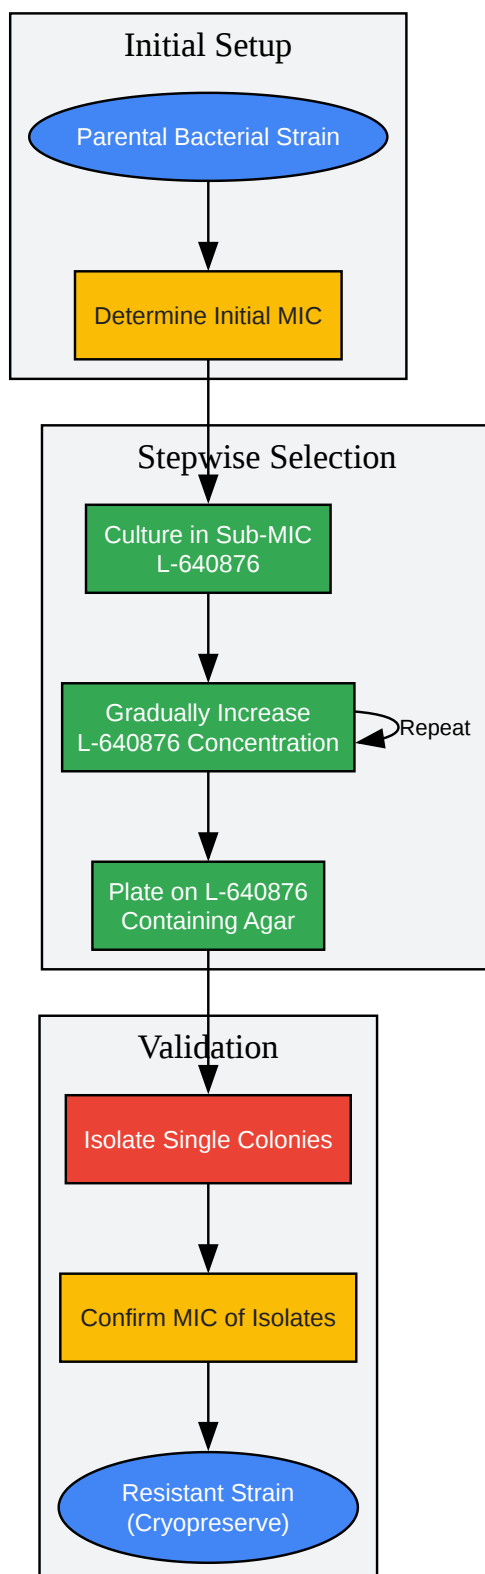 Initial Setup
Parental Bacterial Strain
Determine Initial MIC
Stepwise Selection
Culture in Sub-MIC
L-640876
Gradually Increase
L-640876 Concentration
Repeat
Plate on L-640876
Containing Agar
Validation
Isolate Single Colonies
Confirm MIC of Isolates
Resistant Strain
(Cryopreserve)